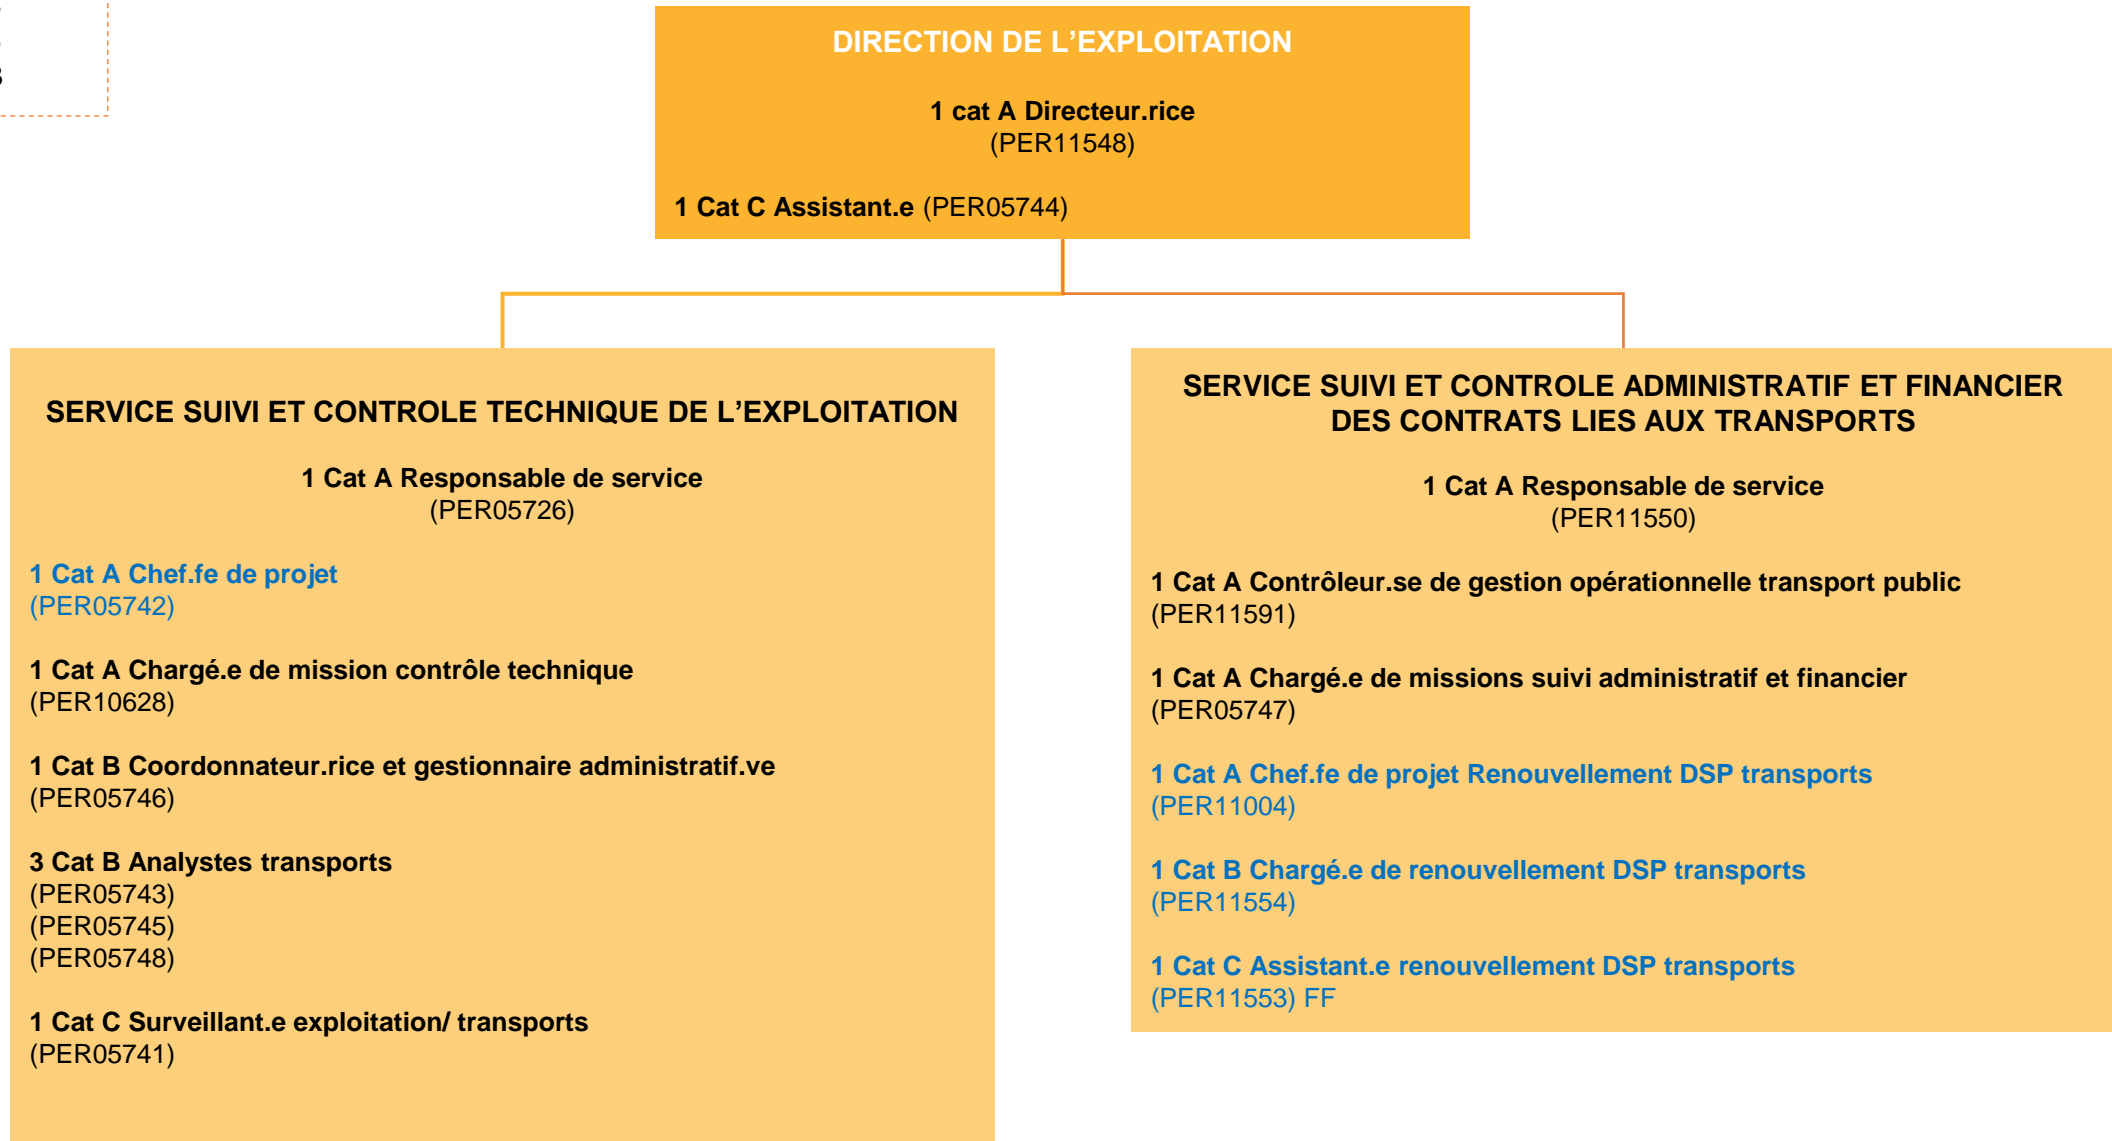 DIRECTION DE L’EXPLOITATION
1 cat A Directeur.rice
(PER11548)
1 Cat C Assistant.e (PER05744)
SERVICE SUIVI ET CONTROLE TECHNIQUE DE L’EXPLOITATION
1 Cat A Responsable de service
(PER05726)
1 Cat A Chef.fe de projet
(PER05742)
1 Cat A Chargé.e de mission contrôle technique
(PER10628)
1 Cat B Coordonnateur.rice et gestionnaire administratif.ve
(PER05746)
3 Cat B Analystes transports
(PER05743)
(PER05745)
(PER05748)
1 Cat C Surveillant.e exploitation/ transports
(PER05741)
SERVICE SUIVI ET CONTROLE ADMINISTRATIF ET FINANCIER
DES CONTRATS LIES AUX TRANSPORTS
1 Cat A Responsable de service
(PER11550)
1 Cat A Contrôleur.se de gestion opérationnelle transport public
(PER11591)
1 Cat A Chargé.e de missions suivi administratif et financier
(PER05747)
1 Cat A Chef.fe de projet Renouvellement DSP transports
(PER11004)
1 Cat B Chargé.e de renouvellement DSP transports
(PER11554)
1 Cat C Assistant.e renouvellement DSP transports
(PER11553) FF